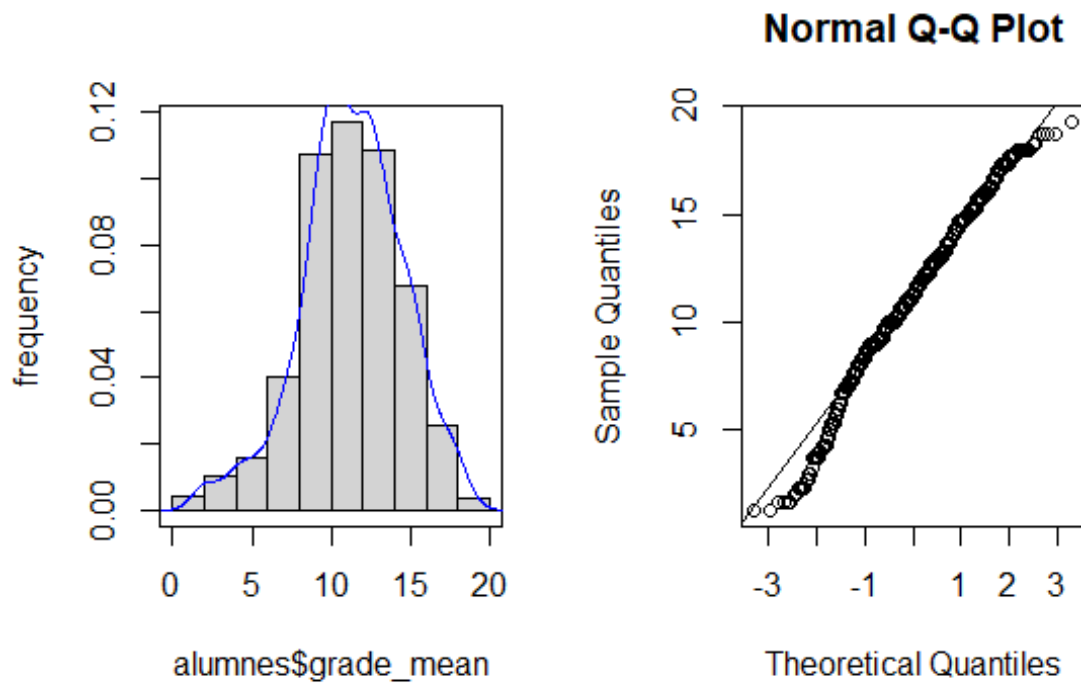 frequency
0.12
0.08
0.04
0.00
0 5 10 15 20
alumnes$grade_mean
Normal Q-Q Plot
Sample Quantiles
20
15
10
5
-3 -1 1 2 3
Theoretical Quantiles